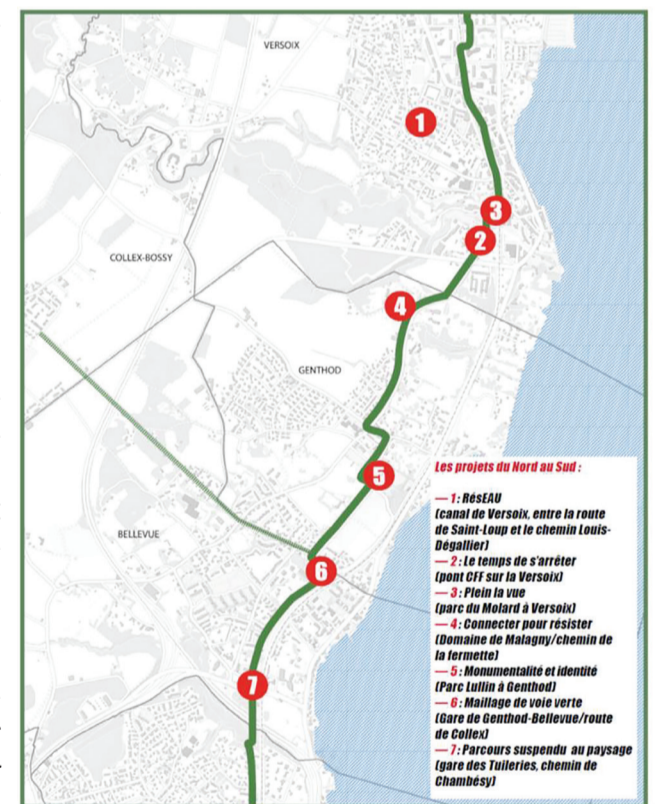 VERSOIX
1
3
2
COLLEX-BOSSY
4
GENTHOD
5
BELLEVUE
6
7
Les projets du Nord au Sud :
— 1 : RésEAU
(canal de Versoix, entre la route
de Saint-Loup et le chemin Louis-
Dégallier)
— 2 : Le temps de s'arrêter
(pont CFF sur la Versoix)
— 3 : Plein la vue
(parc du Molard à Versoix)
— 4 : Connecter pour résister
(Domaine de Malagny/chemin de
la fermette)
— 5 : Monumentalité et identité
(Parc Lullin à Genthod)
— 6 : Maillage de voie verte
(Gare de Genthod-Bellevue/route
de Collex)
— 7 : Parcours suspendu au paysage
(gare des Tuileries, chemin de
Chambésy)